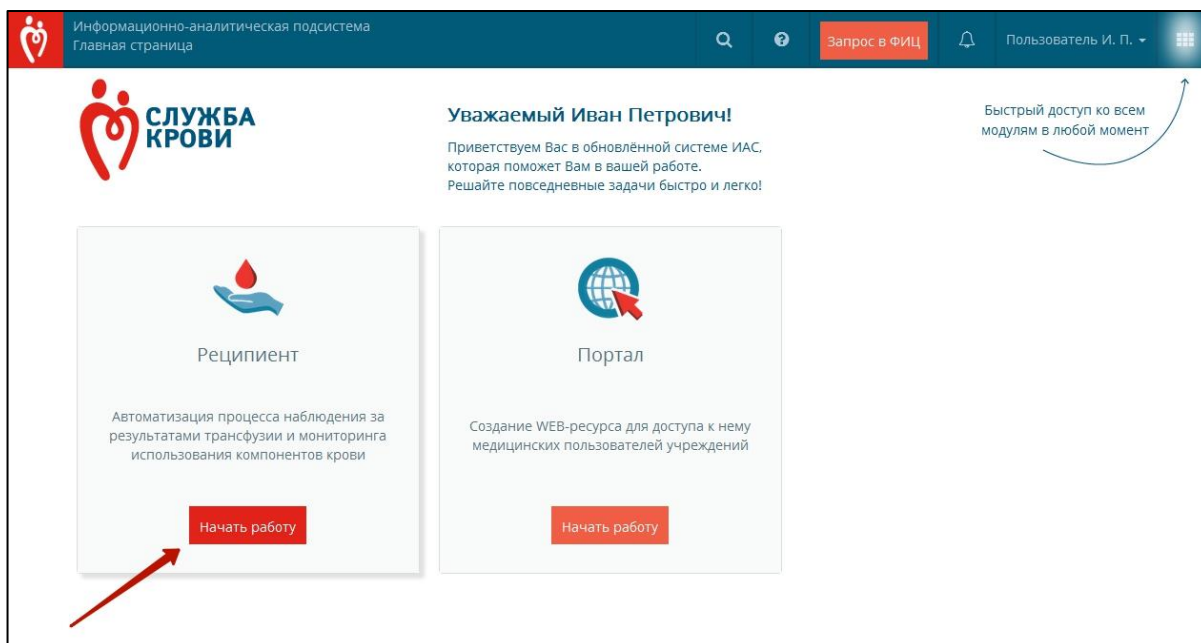 Информационно-аналитическая подсистема
Главная страница
Запрос в ФИЦ
Пользователь И. П.
СЛУЖБА
КРОВИ
Уважаемый Иван Петрович!
Приветствуем Вас в обновлённой системе ИАС,
которая поможет Вам в вашей работе.
Решайте повседневные задачи быстро и легко!
Быстрый доступ ко всем
модулям в любой момент
Реципиент
Автоматизация процесса наблюдения за
результатами трансфузии и мониторинга
использования компонентов крови
Начать работу
Портал
Создание WEB-ресурса для доступа к нему
медицинских пользователей учреждений
Начать работу